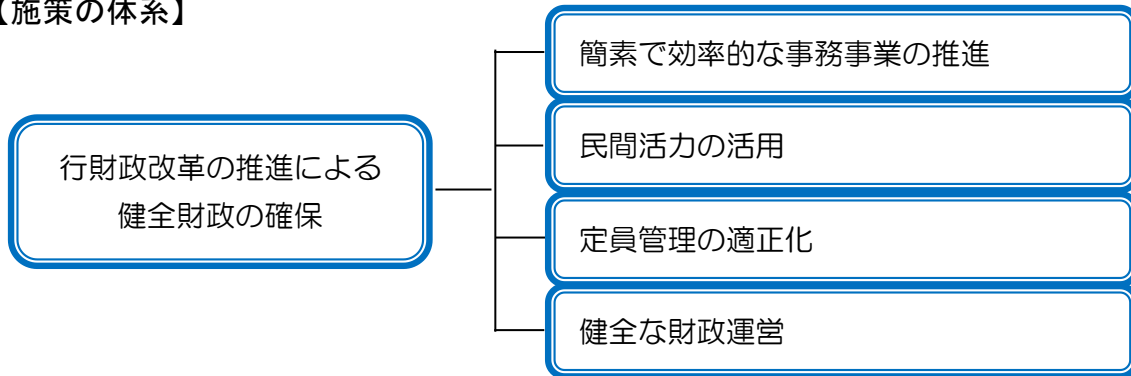 【施策の体系】
行財政改革の推進による
健全財政の確保
簡素で効率的な事務事業の推進
民間活力の活用
定員管理の適正化
健全な財政運営